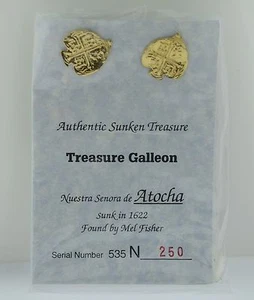 Authentic Sunken Treasure
Treasure Galleon
Nuestra Senora de Atocha
Sunk in 1622
Found by Mel Fisher
Serial Number 535 N 250